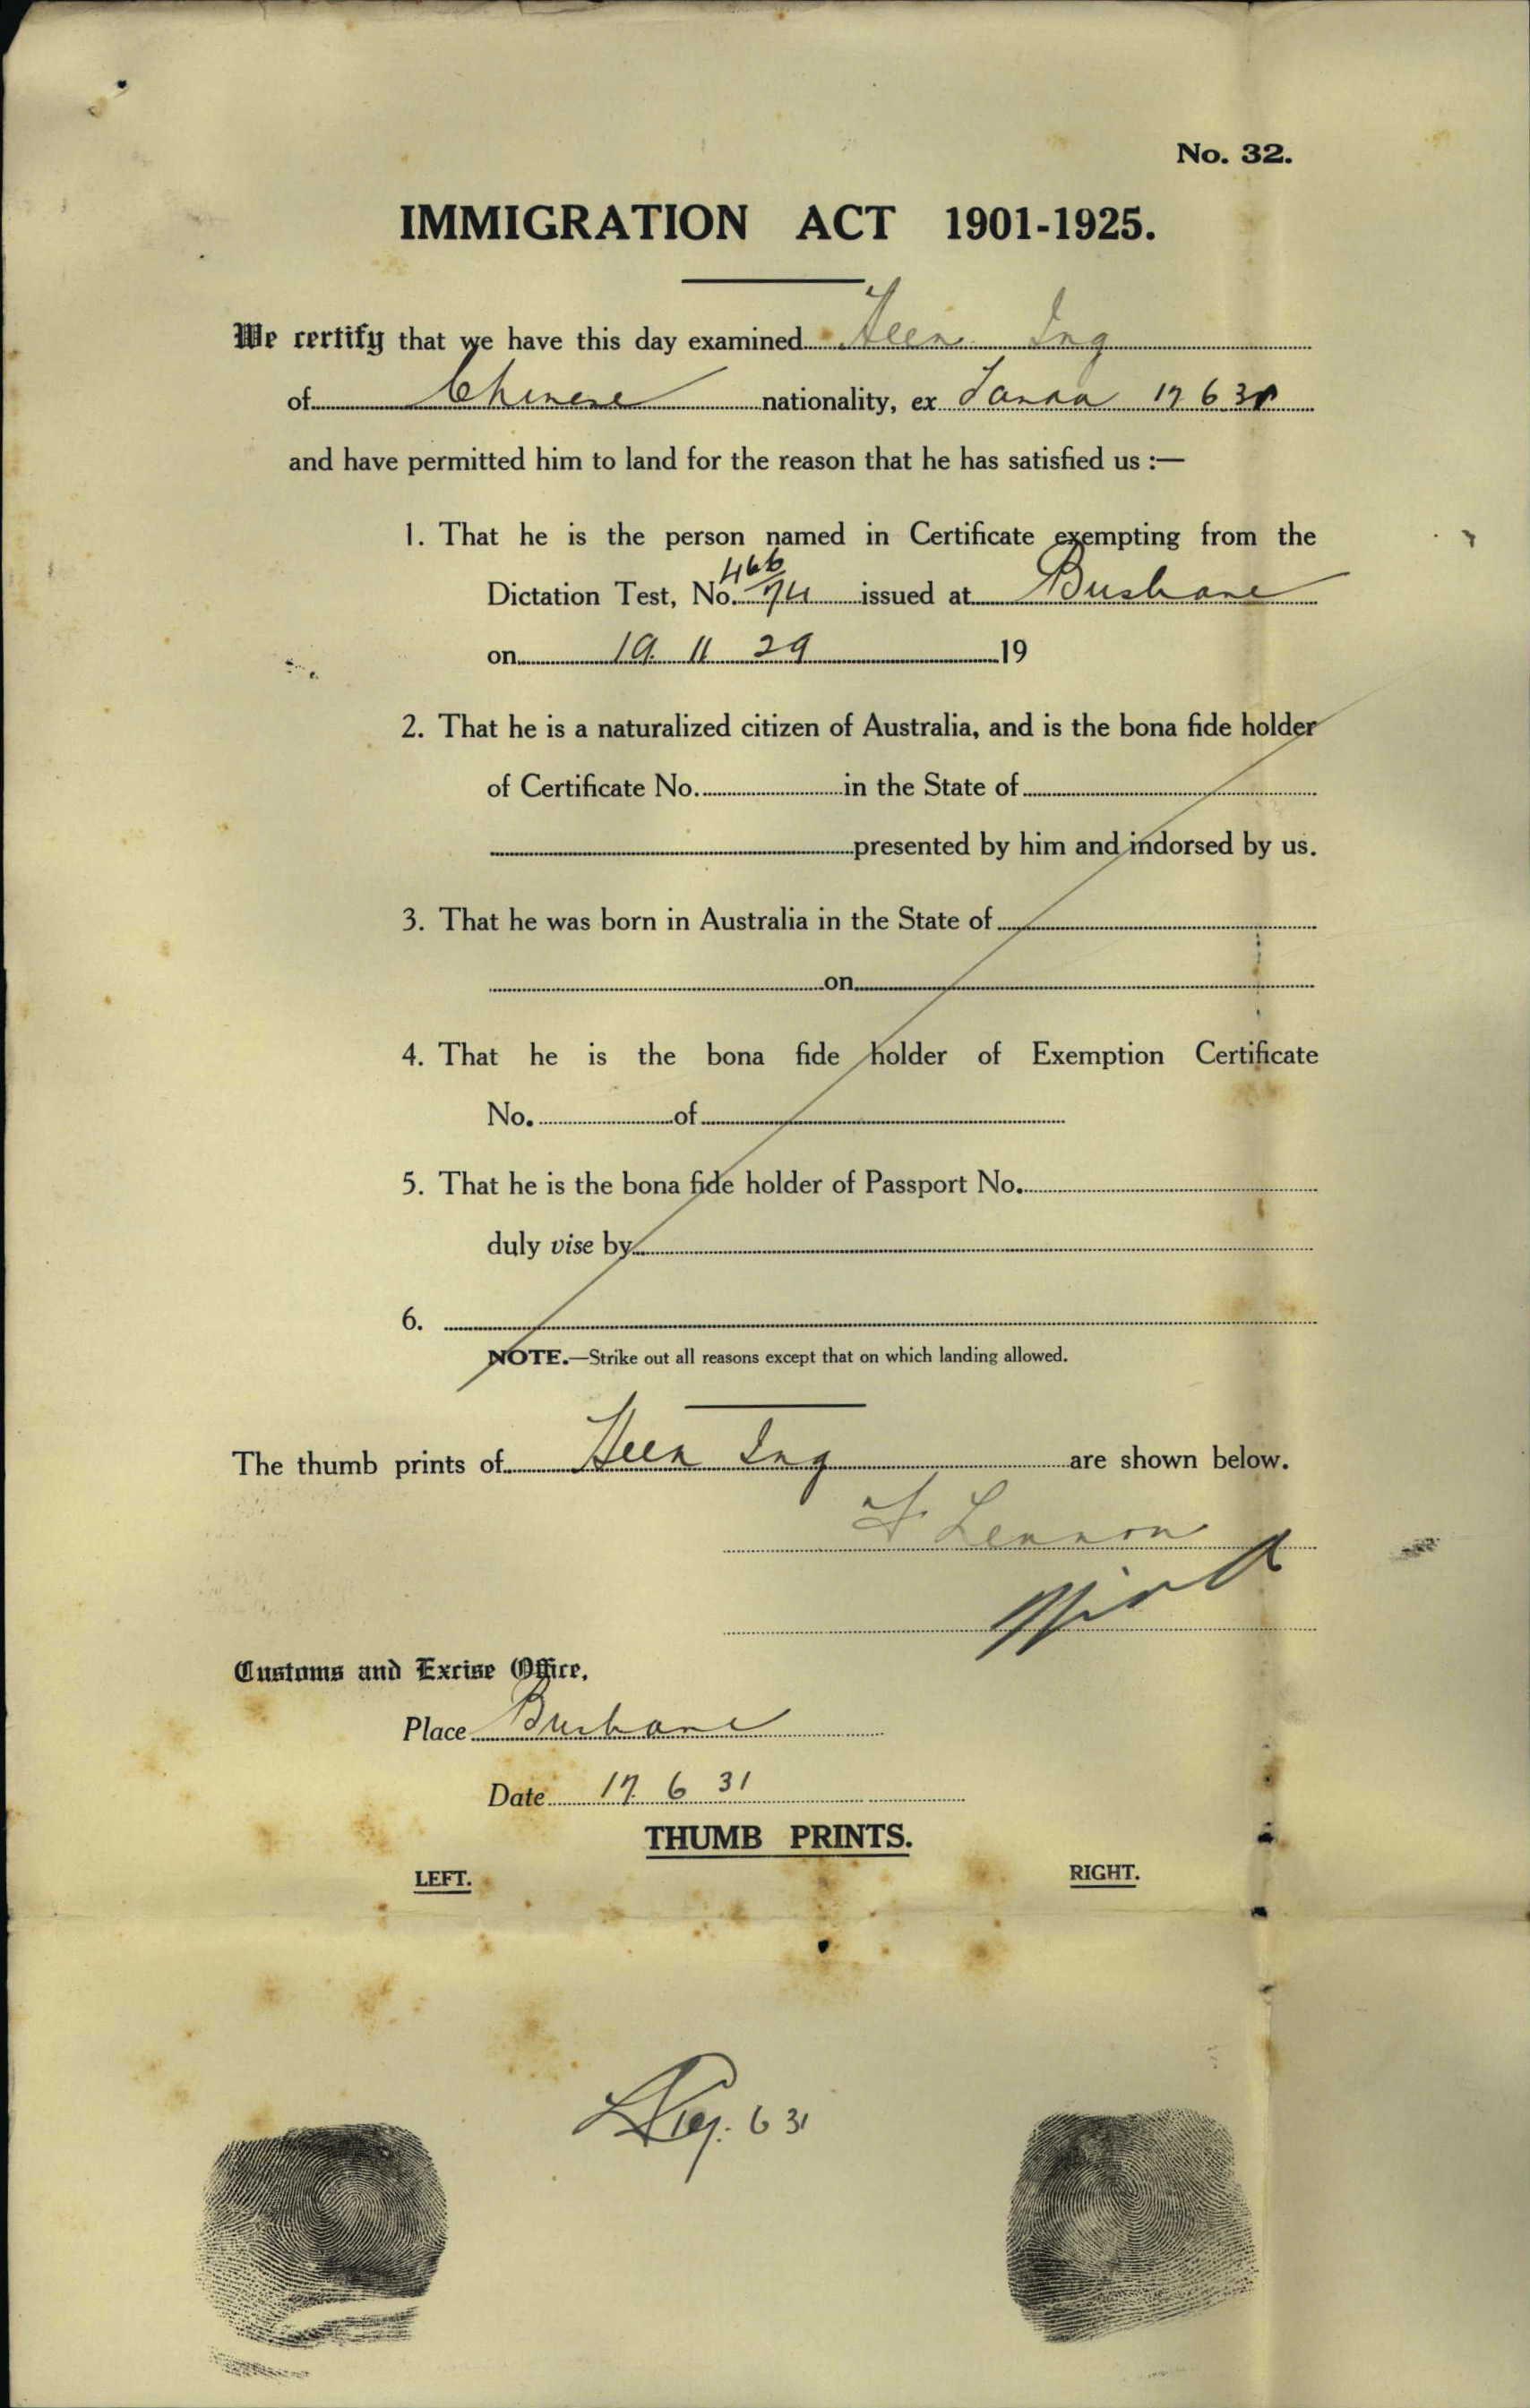 No. 32.
IMMIGRATION ACT 1901-1925.
We certify that we have this day examined Heen Ing
of Chinese nationality, ex Tanda 17 6 31
and have permitted him to land for the reason that he has satisfied us :—
1. That he is the person named in Certificate exempting from the
466
Dictation Test, No. 74 issued at Brisbane
on 19 11 29 19
2. That he is a naturalized citizen of Australia, and is the bona fide holder
of Certificate No. in the State of
presented by him and indorsed by us.
3. That he was born in Australia in the State of
on
4. That he is the bona fide holder of Exemption Certificate
No. of
5. That he is the bona fide holder of Passport No.
duly vise by
6.
NOTE.—Strike out all reasons except that on which landing allowed.
The thumb prints of Heen Ing are shown below.
Lennon
Customs and Excise Office.
Place Brisbane
Date 17 6 31
THUMB PRINTS.
LEFT. RIGHT.
6 31